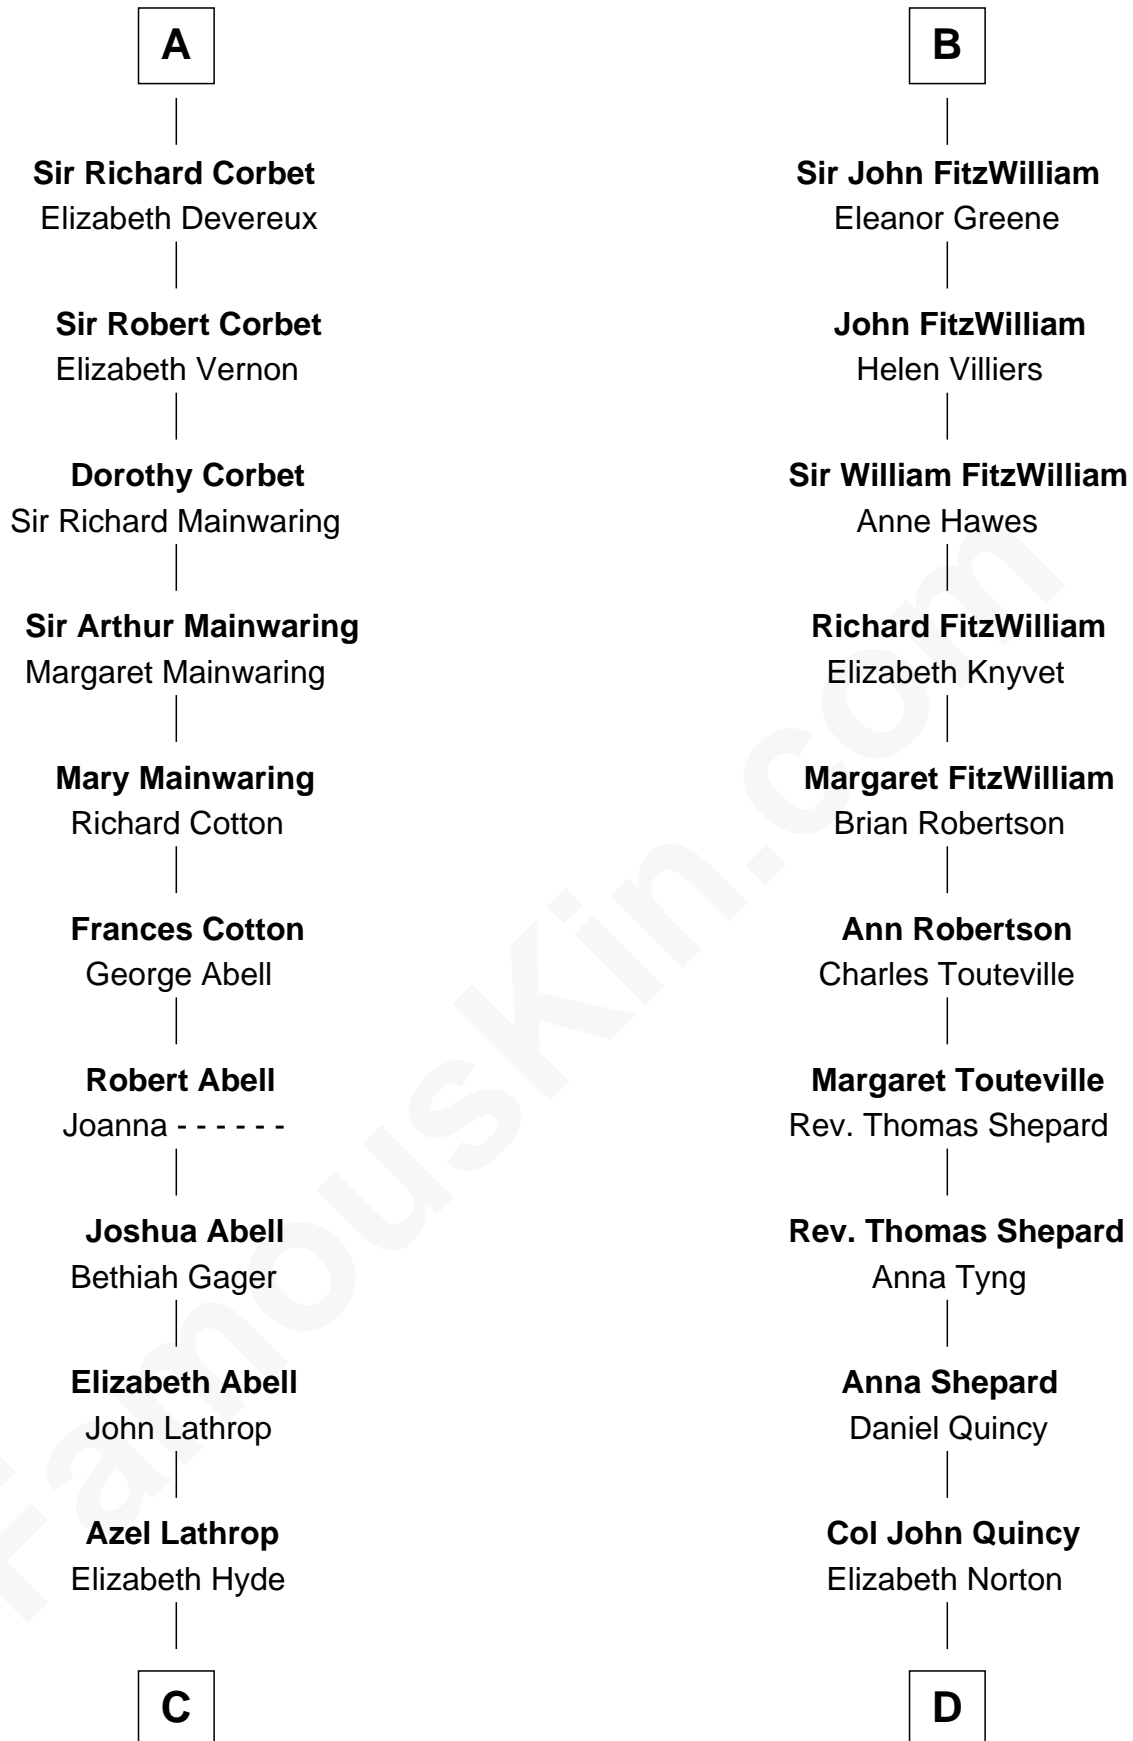 A
Sir Richard Corbet
Elizabeth Devereux
Sir Robert Corbet
Elizabeth Vernon
Dorothy Corbet
Sir Richard Mainwaring
Sir Arthur Mainwaring
Margaret Mainwaring
Mary Mainwaring
Richard Cotton
Frances Cotton
George Abell
Robert Abell
Joanna - - - - - -
Joshua Abell
Bethiah Gager
Elizabeth Abell
John Lathrop
Azel Lathrop
Elizabeth Hyde
C
B
Sir John FitzWilliam
Eleanor Greene
John FitzWilliam
Helen Villiers
Sir William FitzWilliam
Anne Hawes
Richard FitzWilliam
Elizabeth Knyvet
Margaret FitzWilliam
Brian Robertson
Ann Robertson
Charles Touteville
Margaret Touteville
Rev. Thomas Shepard
Rev. Thomas Shepard
Anna Tyng
Anna Shepard
Daniel Quincy
Col John Quincy
Elizabeth Norton
D
FamousKin.com